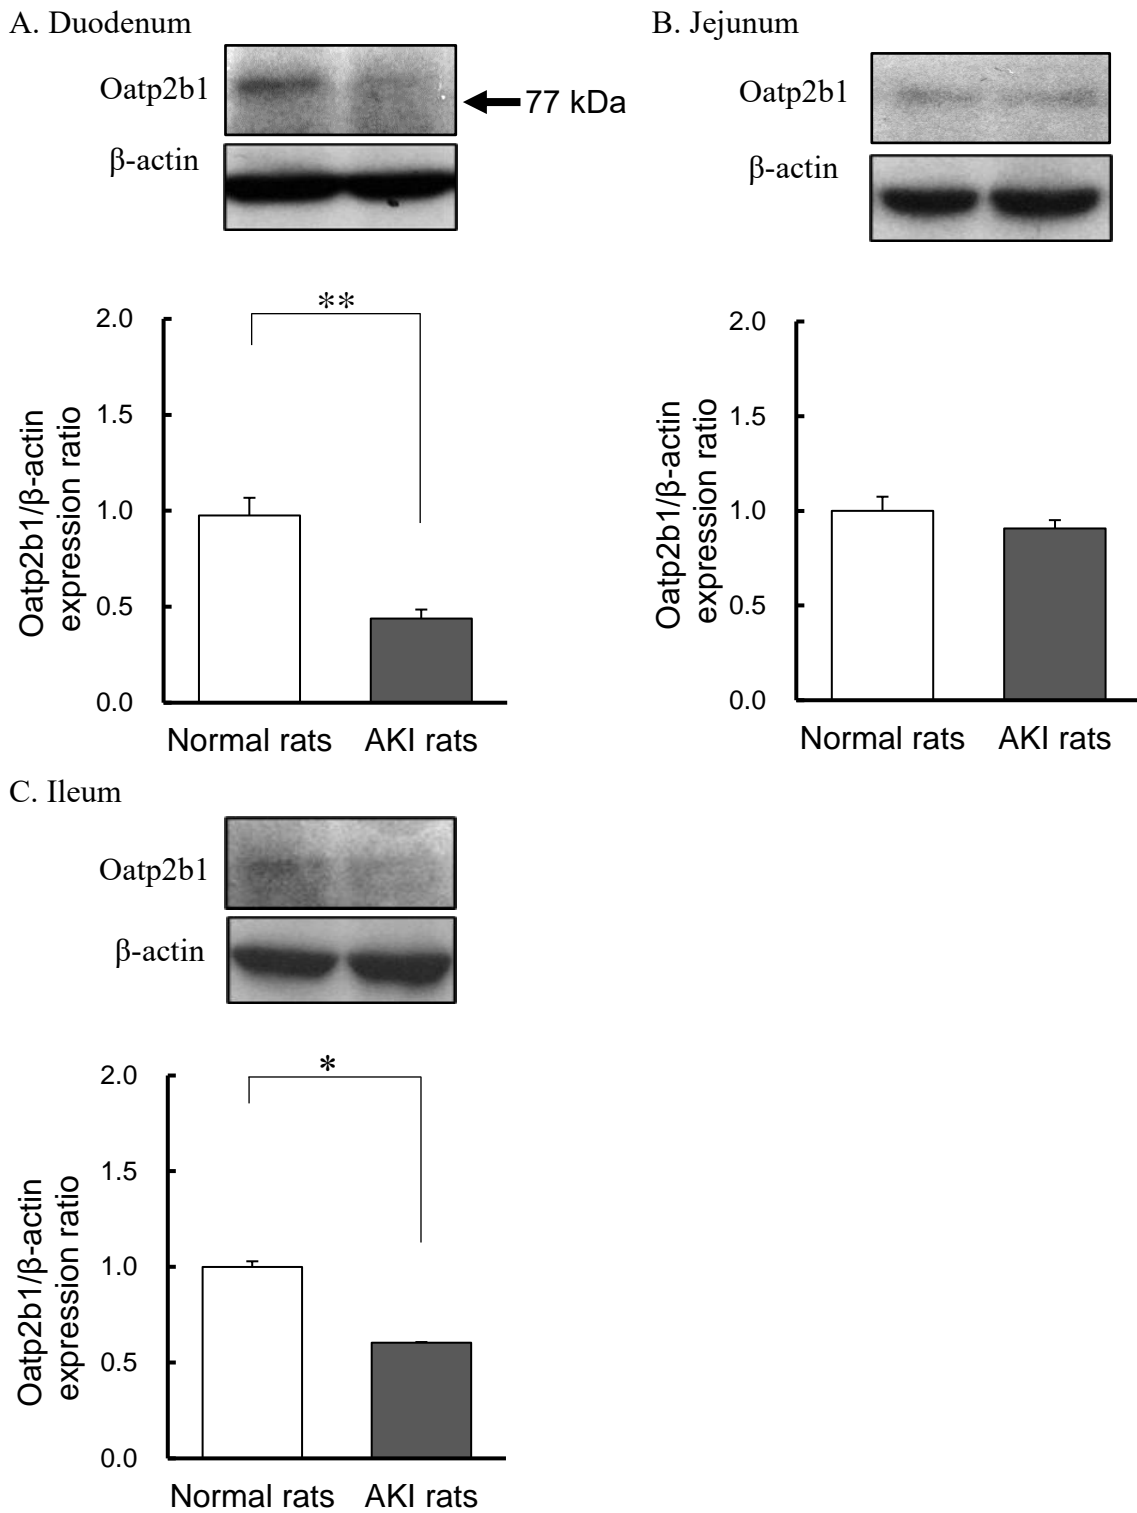 A. Duodenum
Oatp2b1
77 kDa
β-actin
**
2.0
1.5
1.0
0.5
0.0
Oatp2b1/β-actin
expression ratio
Normal rats AKI rats
B. Jejunum
Oatp2b1
β-actin
2.0
1.5
1.0
0.5
0.0
Oatp2b1/β-actin
expression ratio
Normal rats AKI rats
C. Ileum
Oatp2b1
β-actin
*
2.0
1.5
1.0
0.5
0.0
Oatp2b1/β-actin
expression ratio
Normal rats AKI rats